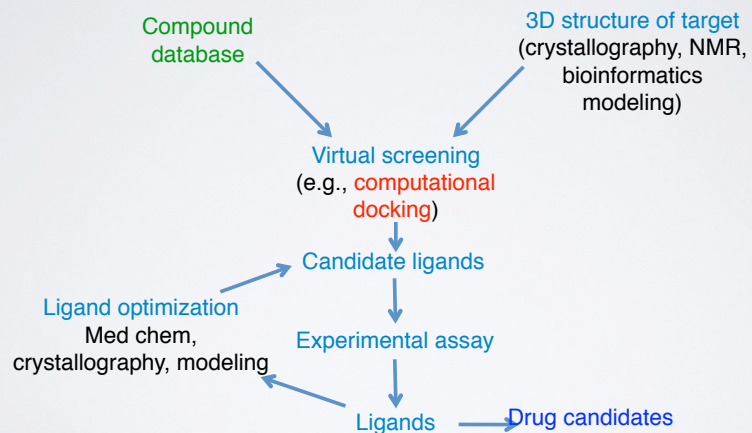 Compound
database
3D structure of target
(crystallography, NMR,
bioinformatics
modeling)
Virtual screening
(e.g., computational
docking)
Candidate ligands
Ligand optimization
Med chem,
crystallography, modeling
Experimental assay
Ligands
Drug candidates